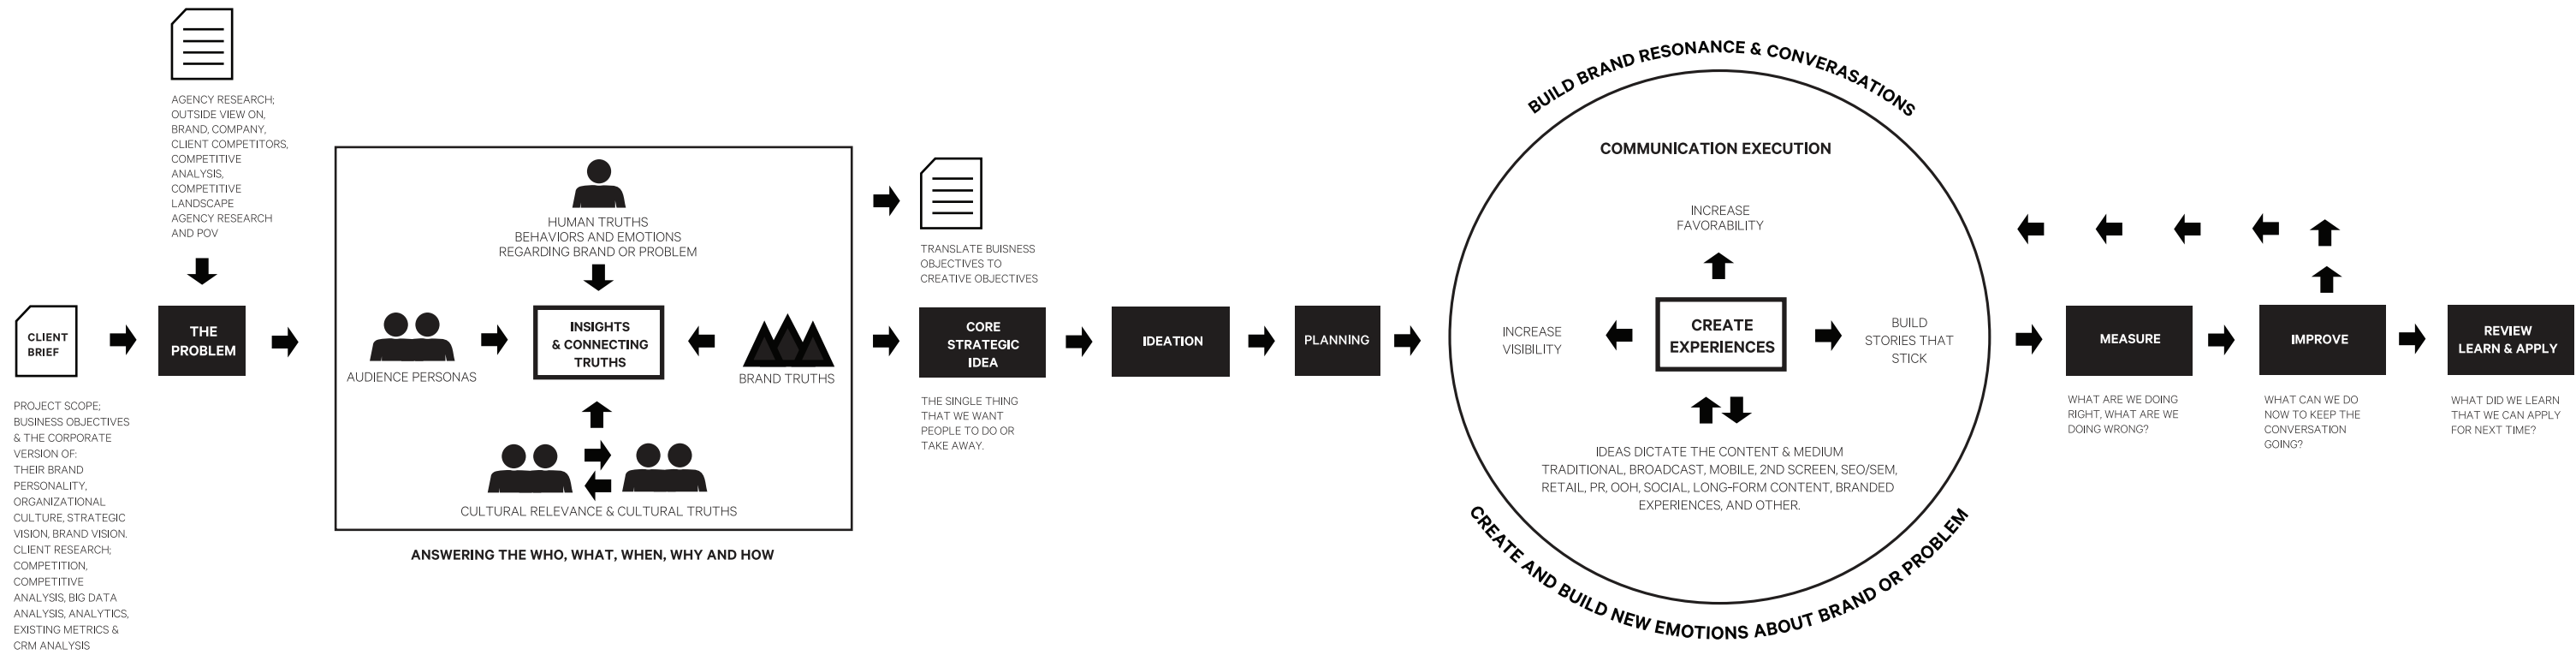 AGENCY RESEARCH;
OUTSIDE VIEW ON,
BRAND, COMPANY,
CLIENT COMPETITORS,
COMPETITIVE
ANALYSIS,
COMPETITIVE
LANDSCAPE
AGENCY RESEARCH
AND POV
CLIENT
BRIEF
PROJECT SCOPE;
BUSINESS OBJECTIVES
& THE CORPORATE
VERSION OF:
THEIR BRAND
PERSONALITY,
ORGANIZATIONAL
CULTURE, STRATEGIC
VISION, BRAND VISION.
CLIENT RESEARCH;
COMPETITION,
COMPETITIVE
ANALYSIS, BIG DATA
ANALYSIS, ANALYTICS,
EXISTING METRICS &
CRM ANALYSIS
THE
PROBLEM
HUMAN TRUTHS
BEHAVIORS AND EMOTIONS
REGARDING BRAND OR PROBLEM
AUDIENCE PERSONAS
INSIGHTS
& CONNECTING
TRUTHS
BRAND TRUTHS
CULTURAL RELEVANCE & CULTURAL TRUTHS
ANSWERING THE WHO, WHAT, WHEN, WHY AND HOW
TRANSLATE BUISNESS
OBJECTIVES TO
CREATIVE OBJECTIVES
CORE
STRATEGIC
IDEA
THE SINGLE THING
THAT WE WANT
PEOPLE TO DO OR
TAKE AWAY.
IDEATION
PLANNING
BUILD BRAND RESONANCE & CONVERASATIONS
COMMUNICATION EXECUTION
INCREASE
FAVORABILITY
INCREASE
VISIBILITY
CREATE
EXPERIENCES
BUILD
STORIES THAT
STICK
IDEAS DICTATE THE CONTENT & MEDIUM
TRADITIONAL, BROADCAST, MOBILE, 2ND SCREEN, SEO/SEM,
RETAIL, PR, OOH, SOCIAL, LONG-FORM CONTENT, BRANDED
EXPERIENCES, AND OTHER.
CREATE AND BUILD NEW EMOTIONS ABOUT BRAND OR PROBLEM
MEASURE
WHAT ARE WE DOING
RIGHT, WHAT ARE WE
DOING WRONG?
IMPROVE
WHAT CAN WE DO
NOW TO KEEP THE
CONVERSATION
GOING?
REVIEW
LEARN & APPLY
WHAT DID WE LEARN
THAT WE CAN APPLY
FOR NEXT TIME?